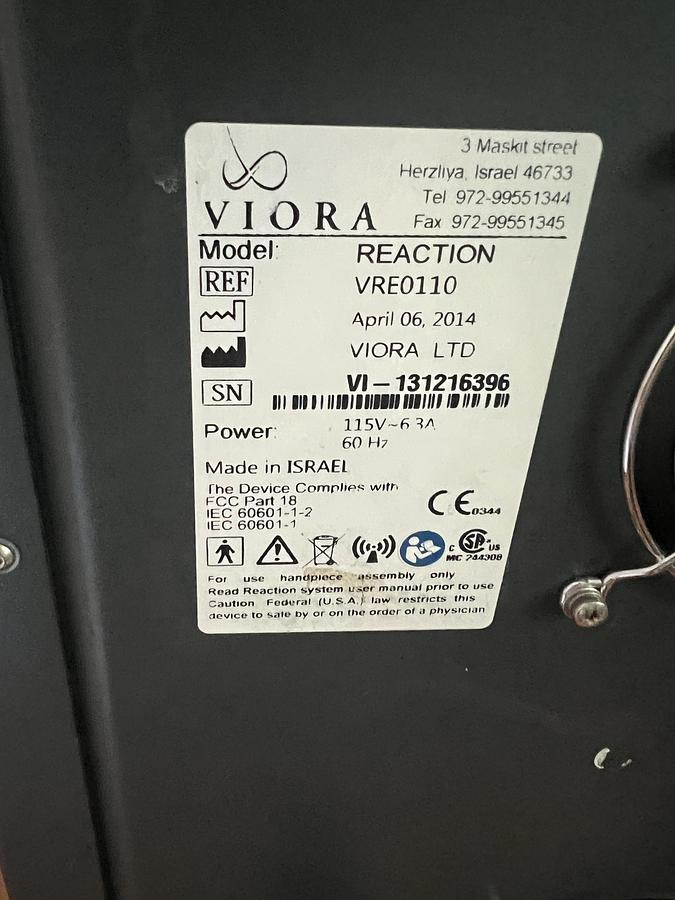 3 Maskit street
Herzliya, Israel 46733
Tel 972-99551344
Fax 972-99551345
VIORA
Model: REACTION
REF VRE0110
April 06, 2014
VIORA LTD
SN VI-131216396
Power: 115V~6.3A
60 Hz
Made in ISRAEL
The Device Complies with
FCC Part 18
IEC 60601-1-2
IEC 60601-1
CE 0344
c SP us
MC 244308
For use handpiece assembly only
Read Reaction system user manual prior to use
Caution Federal (U.S.A.) law restricts this
device to sale by or on the order of a physician